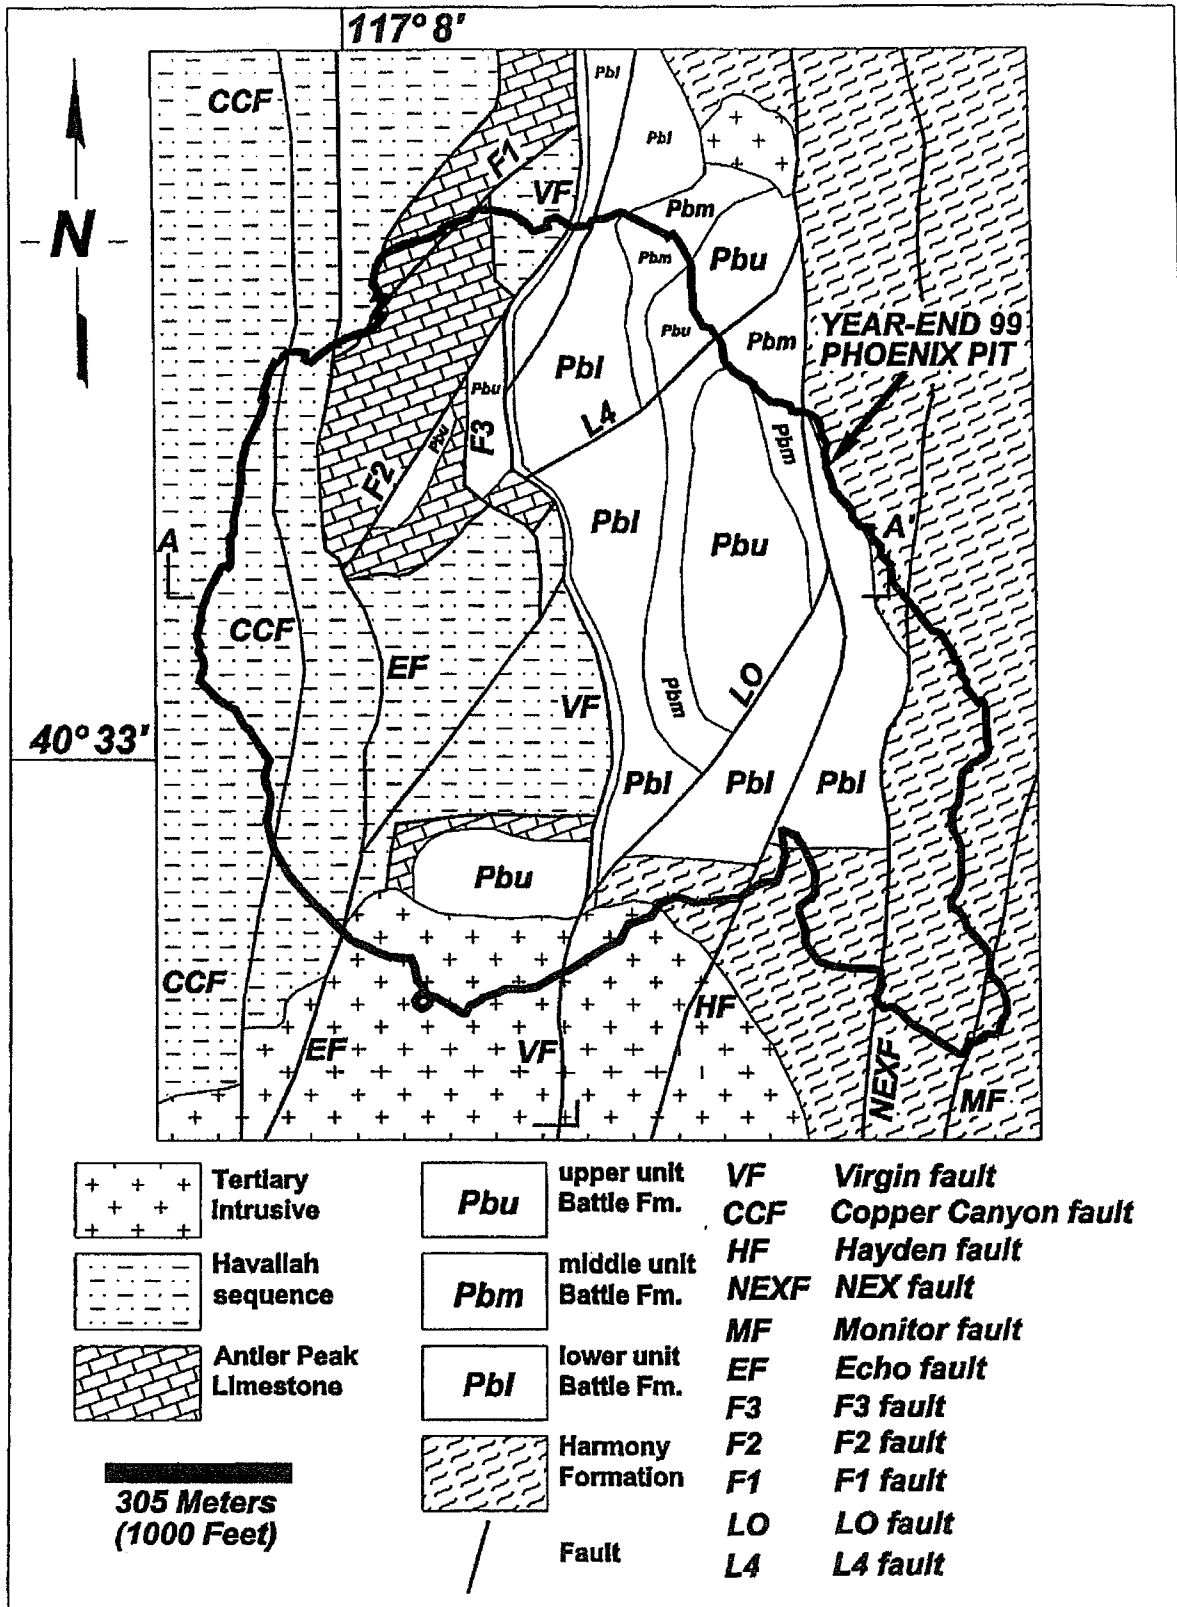 117° 8'
CCF
Pbl
Pbl
F1
VF
Pbm
N
Pbm
Pbu
Pbu
Pbm
YEAR-END 99
PHOENIX PIT
Pbl
Pbu
L4
F3
Pbu
Pbm
F2
Pbl
Pbu
A
A'
CCF
EF
LO
Pbm
VF
40° 33'
Pbl
Pbl
Pbl
Pbu
CCF
HF
EF
VF
NEXF
MF
Tertiary
Intrusive
Pbu
upper unit
Battle Fm.
VF Virgin fault
CCF Copper Canyon fault
Havallah
sequence
Pbm
middle unit
Battle Fm.
HF Hayden fault
NEXF NEX fault
MF Monitor fault
Antler Peak
Limestone
Pbl
lower unit
Battle Fm.
EF Echo fault
F3 F3 fault
Harmony
Formation
F2 F2 fault
F1 F1 fault
305 Meters
(1000 Feet)
Fault
LO LO fault
L4 L4 fault